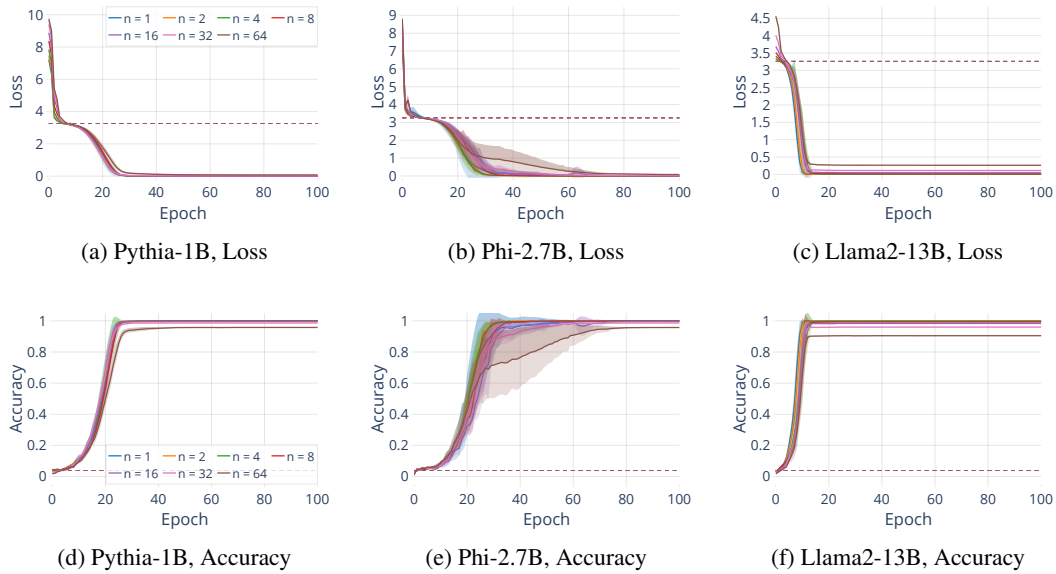 10
8
6
4
2
0
Loss
n = 1 n = 2 n = 4 n = 8
n = 16 n = 32 n = 64
0 20 40 60 80 100
Epoch
(a) Pythia-1B, Loss
9
8
7
6
5
4
3
2
1
0
Loss
0 20 40 60 80 100
Epoch
(b) Phi-2.7B, Loss
4.5
4
3.5
3
2.5
2
1.5
1
0.5
0
Loss
0 20 40 60 80 100
Epoch
(c) Llama2-13B, Loss
1
0.8
0.6
0.4
0.2
0
Accuracy
n = 1 n = 2 n = 4 n = 8
n = 16 n = 32 n = 64
0 20 40 60 80 100
Epoch
(d) Pythia-1B, Accuracy
1
0.8
0.6
0.4
0.2
0
Accuracy
0 20 40 60 80 100
Epoch
(e) Phi-2.7B, Accuracy
1
0.8
0.6
0.4
0.2
0
Accuracy
0 20 40 60 80 100
Epoch
(f) Llama2-13B, Accuracy